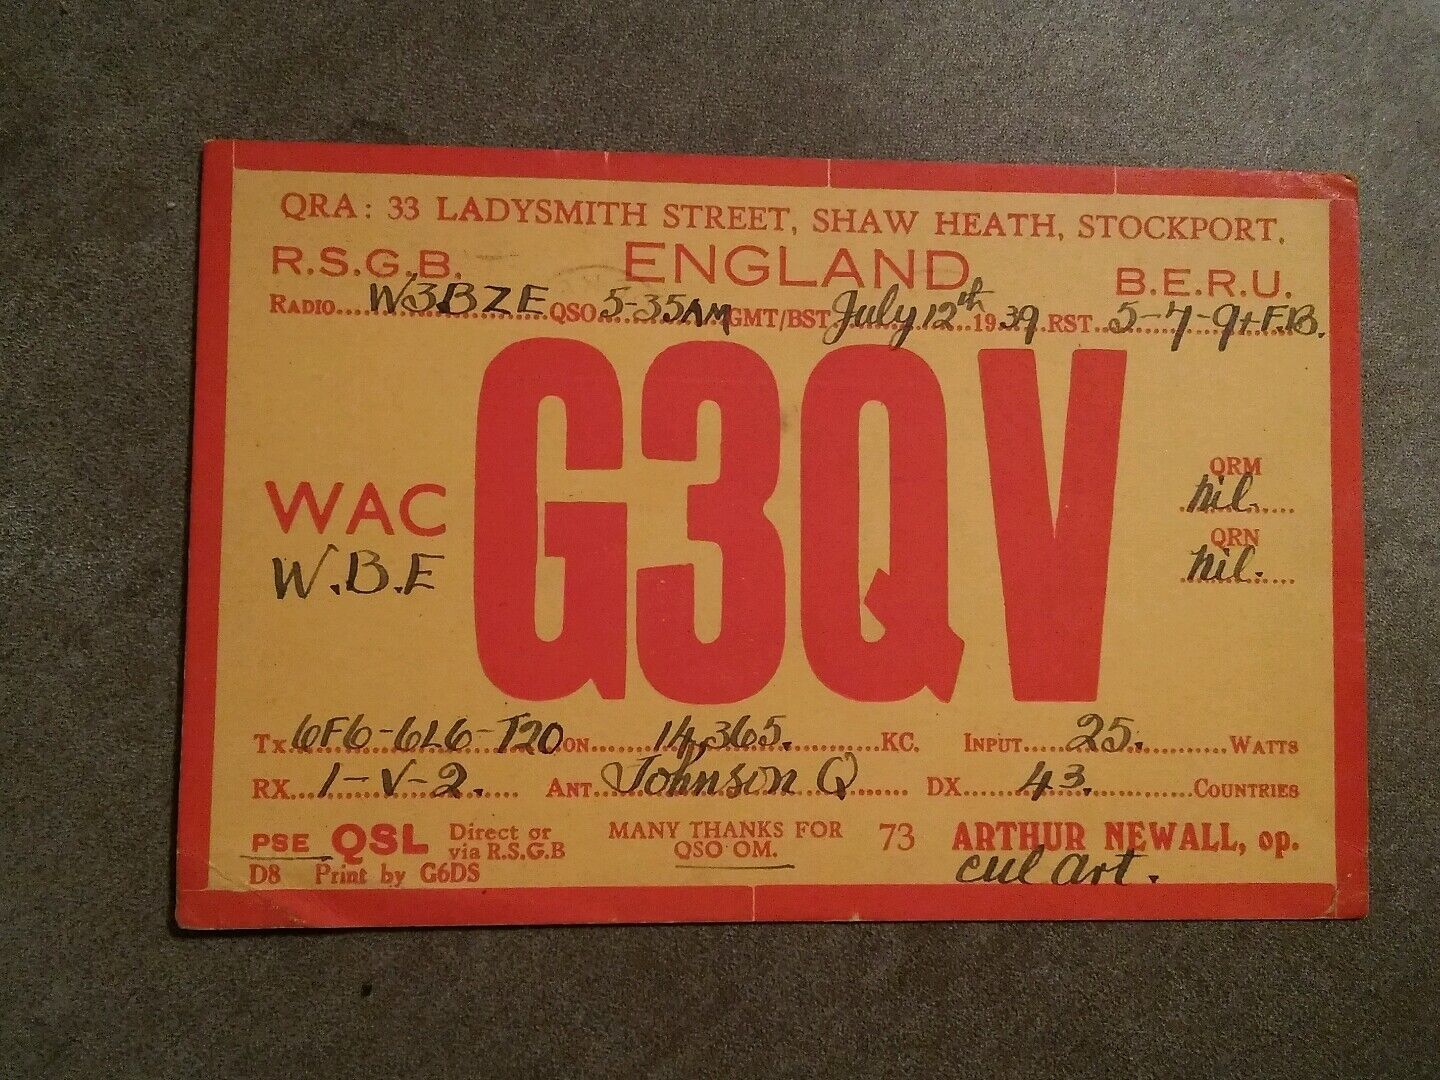 QRA: 33 LADYSMITH STREET, SHAW HEATH, STOCKPORT,
R.S.G.B. ENGLAND B.E.R.U.
RADIO....W3BZE QSO 5-35AM GMT/BST July 12th 1939 RST..5-7-9+F.B.
G3QV
WAC
W.B.E
QRM
nil.
QRN
nil.
TX.6F6-6L6-T20 ON......14,365.......KC. INPUT.....25.......WATTS
RX...1-V-2. ANT...Johnson Q...... DX......43.........COUNTRIES
PSE QSL Direct or via R.S.G.B MANY THANKS FOR QSO OM. 73 ARTHUR NEWALL, op.
cul Art.
D8 Print by G6DS